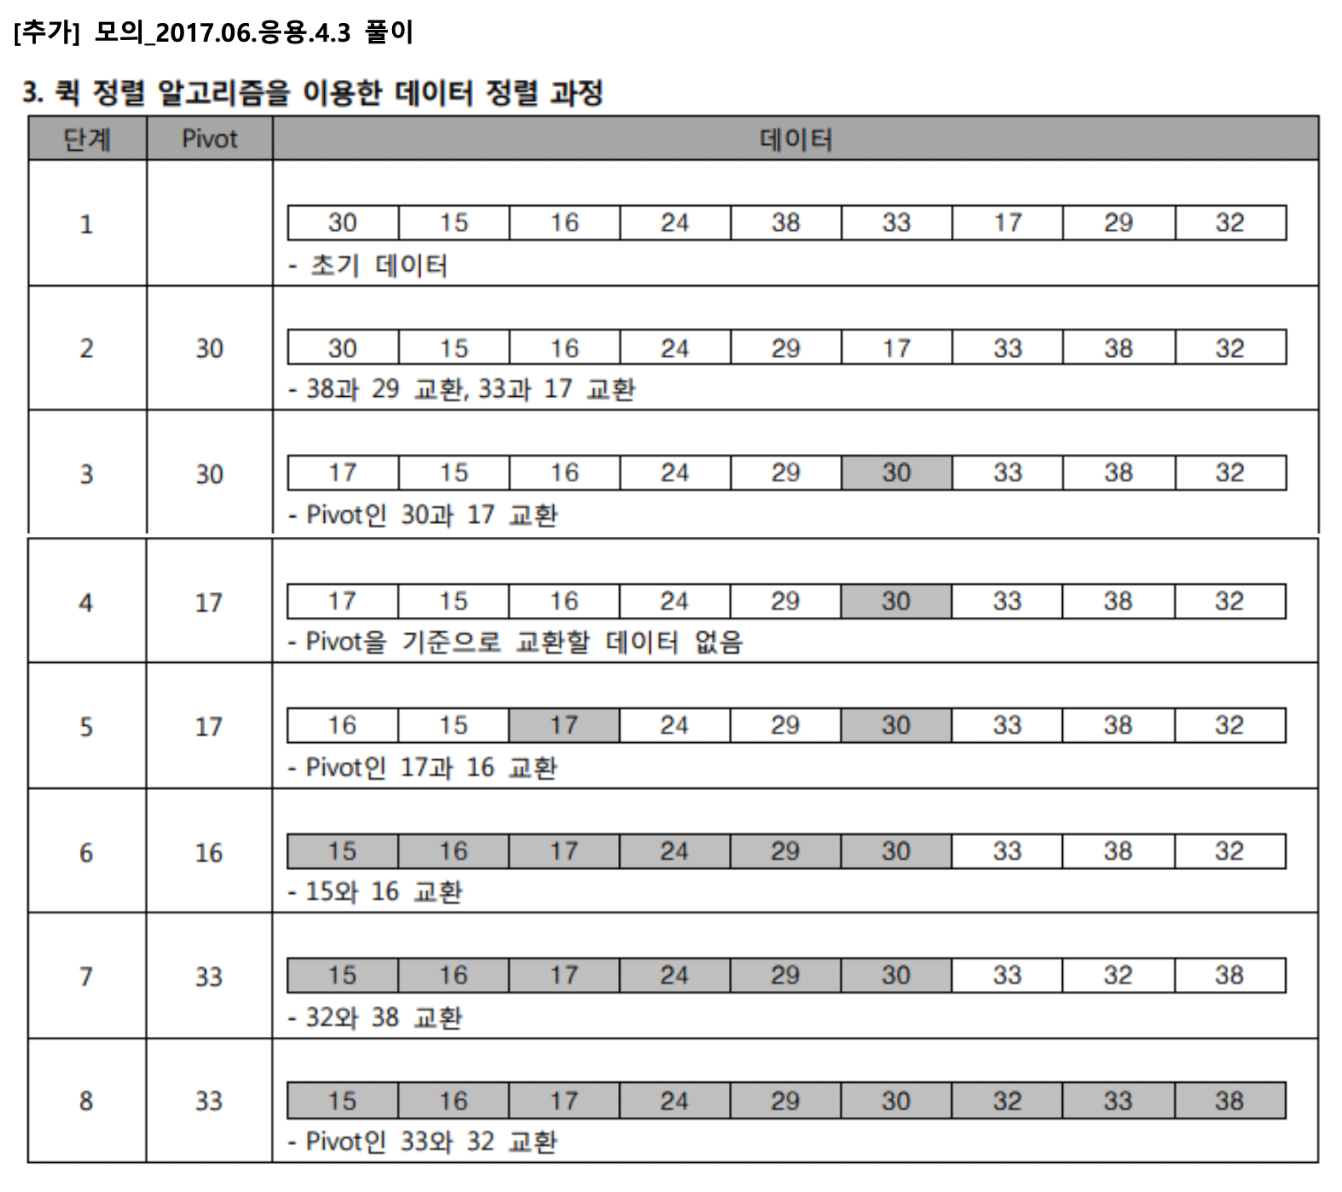 [추가] 모의_2017.06.응용.4.3 풀이
3. 퀵 정렬 알고리즘을 이용한 데이터 정렬 과정
단계 Pivot 데이터
1 30 15 16 24 38 33 17 29 32
- 초기 데이터
2 30 30 15 16 24 29 17 33 38 32
- 38과 29 교환, 33과 17 교환
3 30 17 15 16 24 29 30 33 38 32
- Pivot인 30과 17 교환
4 17 17 15 16 24 29 30 33 38 32
- Pivot을 기준으로 교환할 데이터 없음
5 17 16 15 17 24 29 30 33 38 32
- Pivot인 17과 16 교환
6 16 15 16 17 24 29 30 33 38 32
- 15와 16 교환
7 33 15 16 17 24 29 30 33 32 38
- 32와 38 교환
8 33 15 16 17 24 29 30 32 33 38
- Pivot인 33와 32 교환